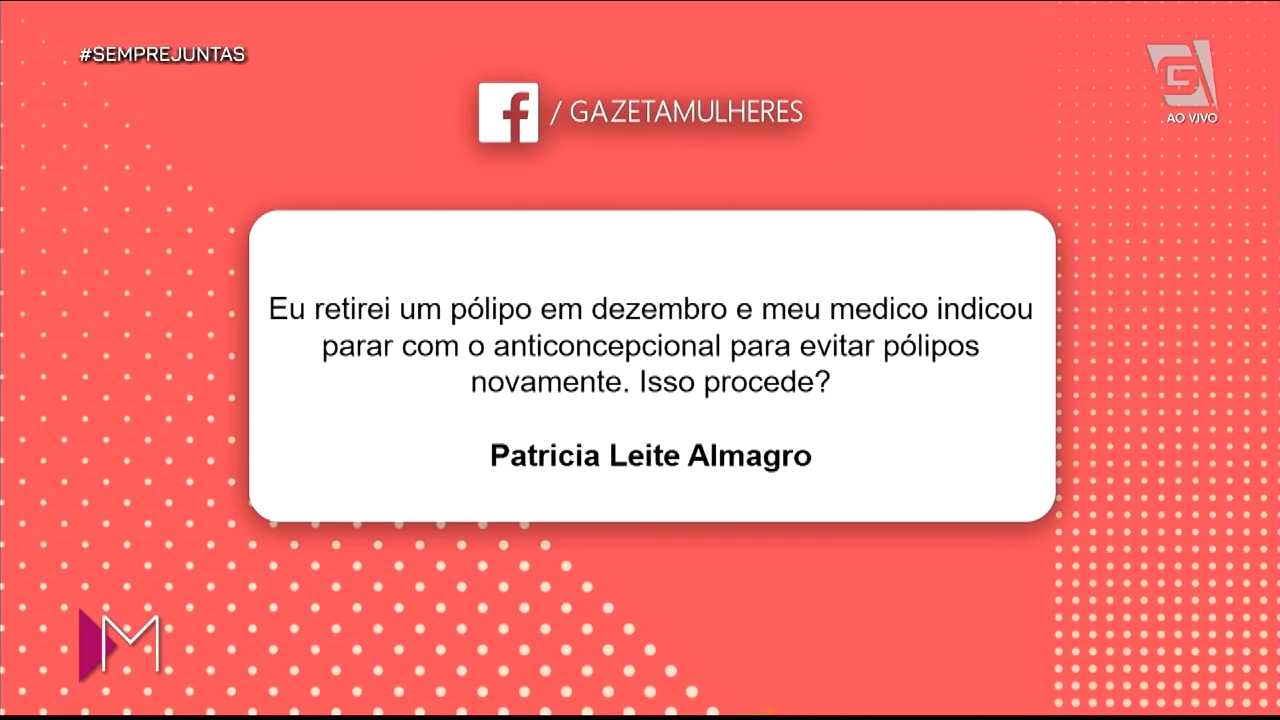 #SEMPREJUNTAS
/ GAZETAMULHERES
G
AO VIVO
Eu retirei um pólipo em dezembro e meu medico indicou
parar com o anticoncepcional para evitar pólipos
novamente. Isso procede?
Patricia Leite Almagro
M